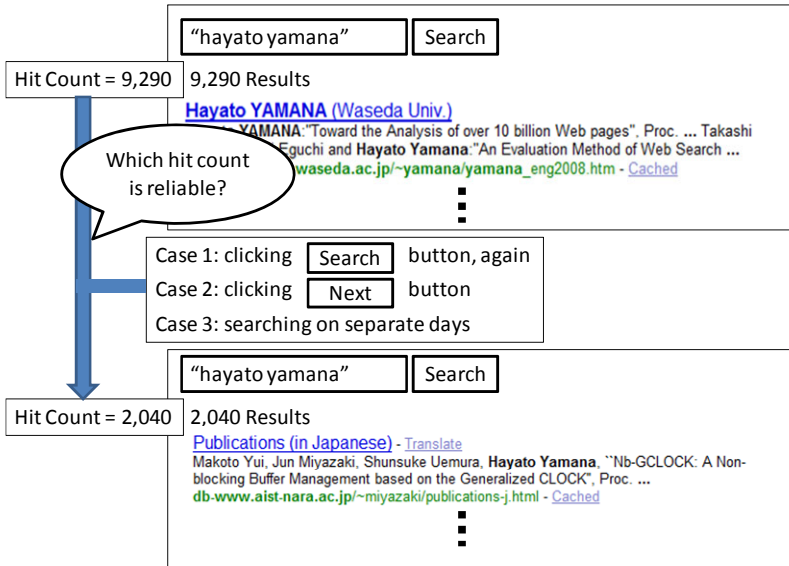 “hayato yamana” Search
Hit Count = 9,290 9,290 Results
Hayato YAMANA (Waseda Univ.)
YAMANA:"Toward the Analysis of over 10 billion Web pages", Proc. ... Takashi
Eguchi and Hayato Yamana:"An Evaluation Method of Web Search ...
waseda.ac.jp/~yamana/yamana_eng2008.htm - Cached
Which hit count
is reliable?
Case 1: clicking Search button, again
Case 2: clicking Next button
Case 3: searching on separate days
“hayato yamana” Search
Hit Count = 2,040 2,040 Results
Publications (in Japanese) - Translate
Makoto Yui, Jun Miyazaki, Shunsuke Uemura, Hayato Yamana, ``Nb-GCLOCK: A Non-
blocking Buffer Management based on the Generalized CLOCK", Proc. ...
db-www.aist-nara.ac.jp/~miyazaki/publications-j.html - Cached